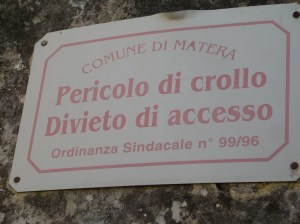 COMUNE DI MATERA
Pericolo di crollo
Divieto di accesso
Ordinanza Sindacale n° 99/96